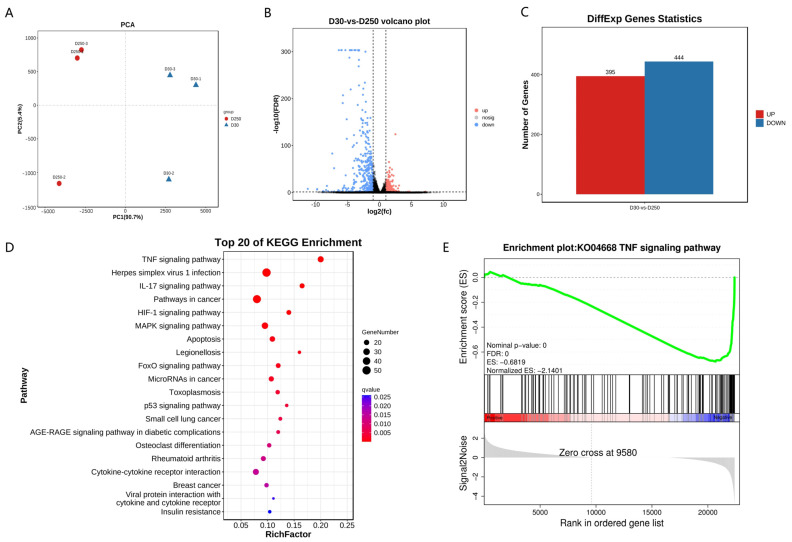 A
PCA
D250-3
D30-3
D30-1
D250-2
D30-2
group
D250
D30
PC2(5.4%)
1000
500
0
-500
-1000
-1500
-5000
-2500
0
2500
5000
PC1(90.7%)
B
D30-vs-D250 volcano plot
-log10(FDR)
300
250
200
150
100
50
0
-10
-5
0
5
10
log2(fc)
up
nosig
down
C
DiffExp Genes Statistics
Number of Genes
395
444
400
200
0
D30-vs-D250
UP
DOWN
D
Top 20 of KEGG Enrichment
Pathway
TNF signaling pathway
Herpes simplex virus 1 infection
IL-17 signaling pathway
Pathways in cancer
HIF-1 signaling pathway
MAPK signaling pathway
Apoptosis
Legionellosis
FoxO signaling pathway
MicroRNAs in cancer
Toxoplasmosis
p53 signaling pathway
Small cell lung cancer
AGE-RAGE signaling pathway in diabetic complications
Osteoclast differentiation
Rheumatoid arthritis
Cytokine-cytokine receptor interaction
Breast cancer
Viral protein interaction with
cytokine and cytokine receptor
Insulin resistance
0.05
0.10
0.15
0.20
0.25
RichFactor
GeneNumber
20
30
40
50
qvalue
0.025
0.020
0.015
0.010
0.005
E
Enrichment plot:KO04668 TNF signaling pathway
Enrichment score (ES)
0.0
−0.2
−0.4
−0.6
Nominal p-value: 0
FDR: 0
ES: −0.6819
Normalized ES: −2.1401
Positive
Negative
Signal2Noise
2
0
−2
−4
Zero cross at 9580
5000
10000
15000
20000
Rank in ordered gene list